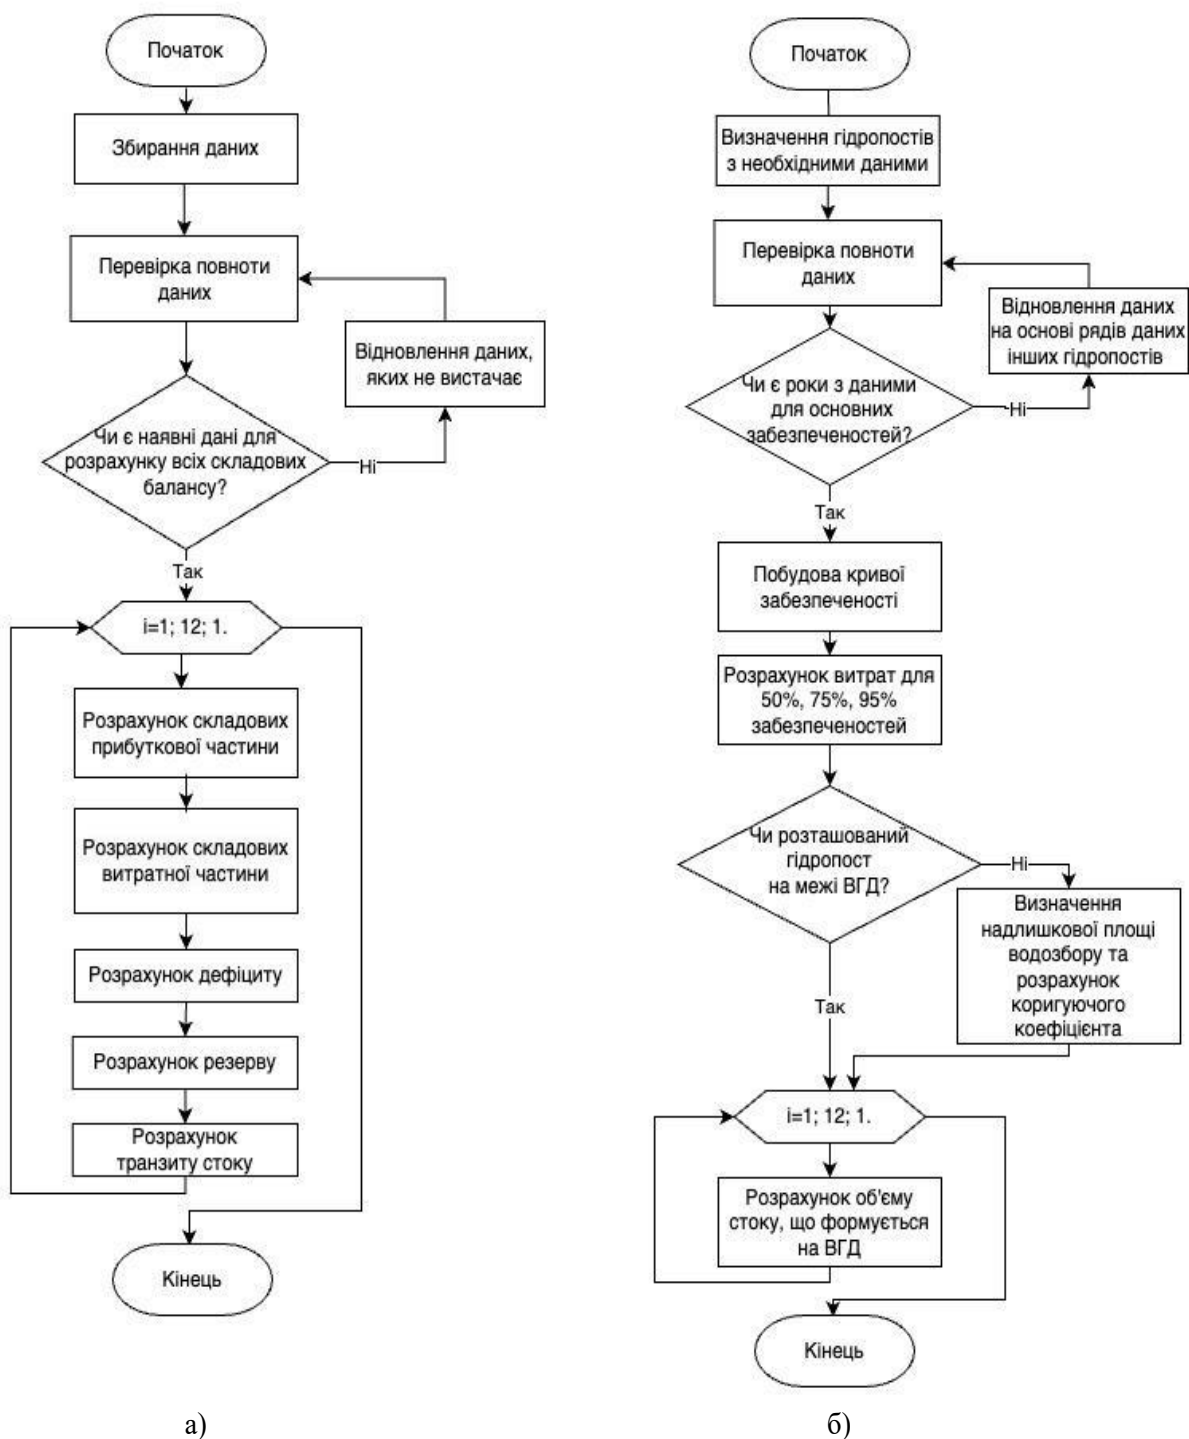 Початок
Збирання даних
Перевірка повноти
даних
Відновлення даних,
яких не вистачає
Чи є наявні дані для
розрахунку всіх складових
балансу?
Ні
Так
i=1; 12; 1.
Розрахунок складових
прибуткової частини
Розрахунок складових
витратної частини
Розрахунок дефіциту
Розрахунок резерву
Розрахунок
транзиту стоку
Кінець
а)
Початок
Визначення гідропостів
з необхідними даними
Перевірка повноти
даних
Відновлення даних
на основі рядів даних
інших гідропостів
Чи є роки з даними
для основних
забезпеченостей?
Ні
Так
Побудова кривої
забезпеченості
Розрахунок витрат для
50%, 75%, 95%
забезпеченостей
Чи розташований
гідропост
на межі ВГД?
Ні
Визначення
надлишкової площі
водозбору та
розрахунок
коригуючого
коефіцієнта
Так
i=1; 12; 1.
Розрахунок об'єму
стоку, що формується
на ВГД
Кінець
б)